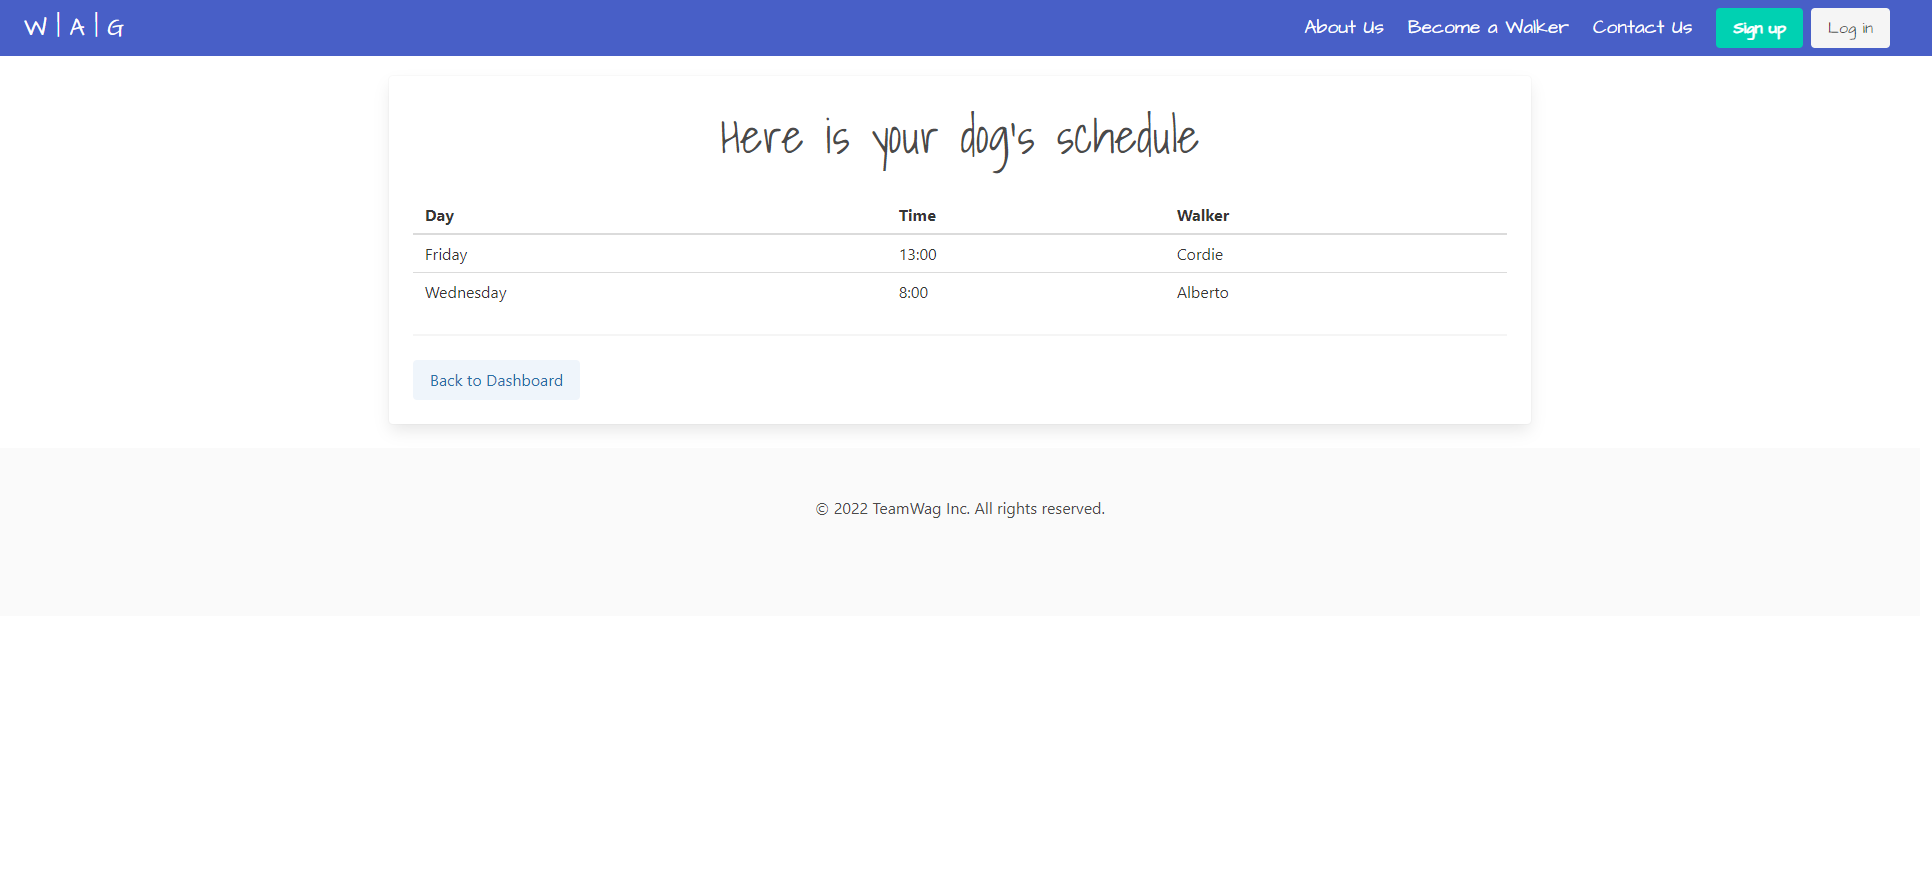 W | A | G
About Us Become a Walker Contact Us Sign up Log in
Here is your dog's schedule
Day Time Walker
Friday 13:00 Cordie
Wednesday 8:00 Alberto
Back to Dashboard
© 2022 TeamWag Inc. All rights reserved.